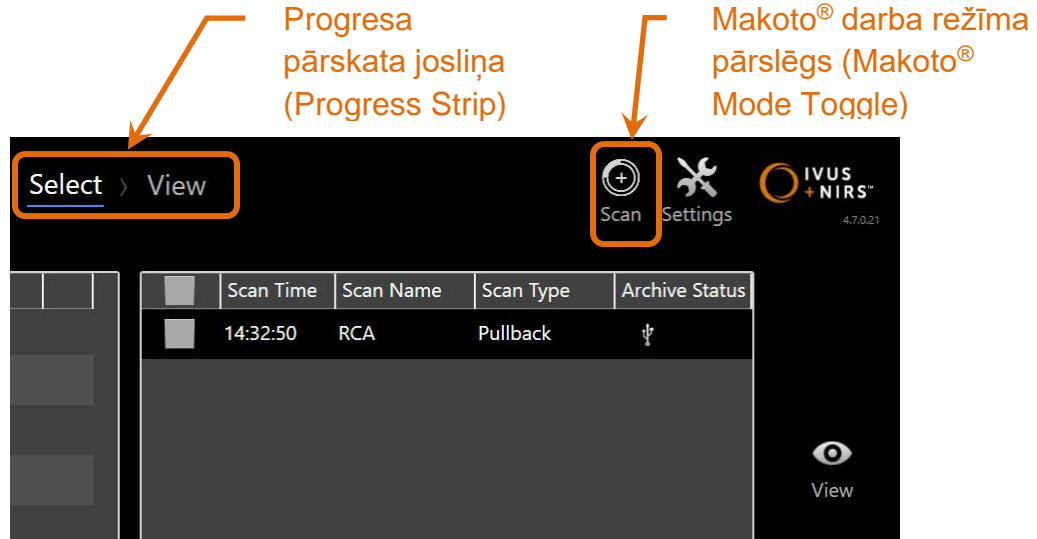 Progresa
pārskata josliņa
(Progress Strip)
Makoto® darba režīma
pārslēgs (Makoto®
Mode Toggle)
Select > View
Scan
Settings
IVUS
+NIRS™
4.7.0.21
Scan Time Scan Name Scan Type Archive Status
14:32:50 RCA Pullback
View